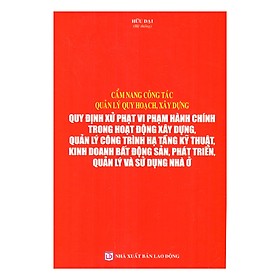 HỮU ĐẠI
(Hệ thống)
CẨM NANG CÔNG TÁC
QUẢN LÝ QUY HOẠCH, XÂY DỰNG
QUY ĐỊNH XỬ PHẠT VI PHẠM HÀNH CHÍNH
TRONG HOẠT ĐỘNG XÂY DỰNG,
QUẢN LÝ CÔNG TRÌNH HẠ TẦNG KỸ THUẬT,
KINH DOANH BẤT ĐỘNG SẢN, PHÁT TRIỂN,
QUẢN LÝ VÀ SỬ DỤNG NHÀ Ở
NHÀ XUẤT BẢN LAO ĐỘNG